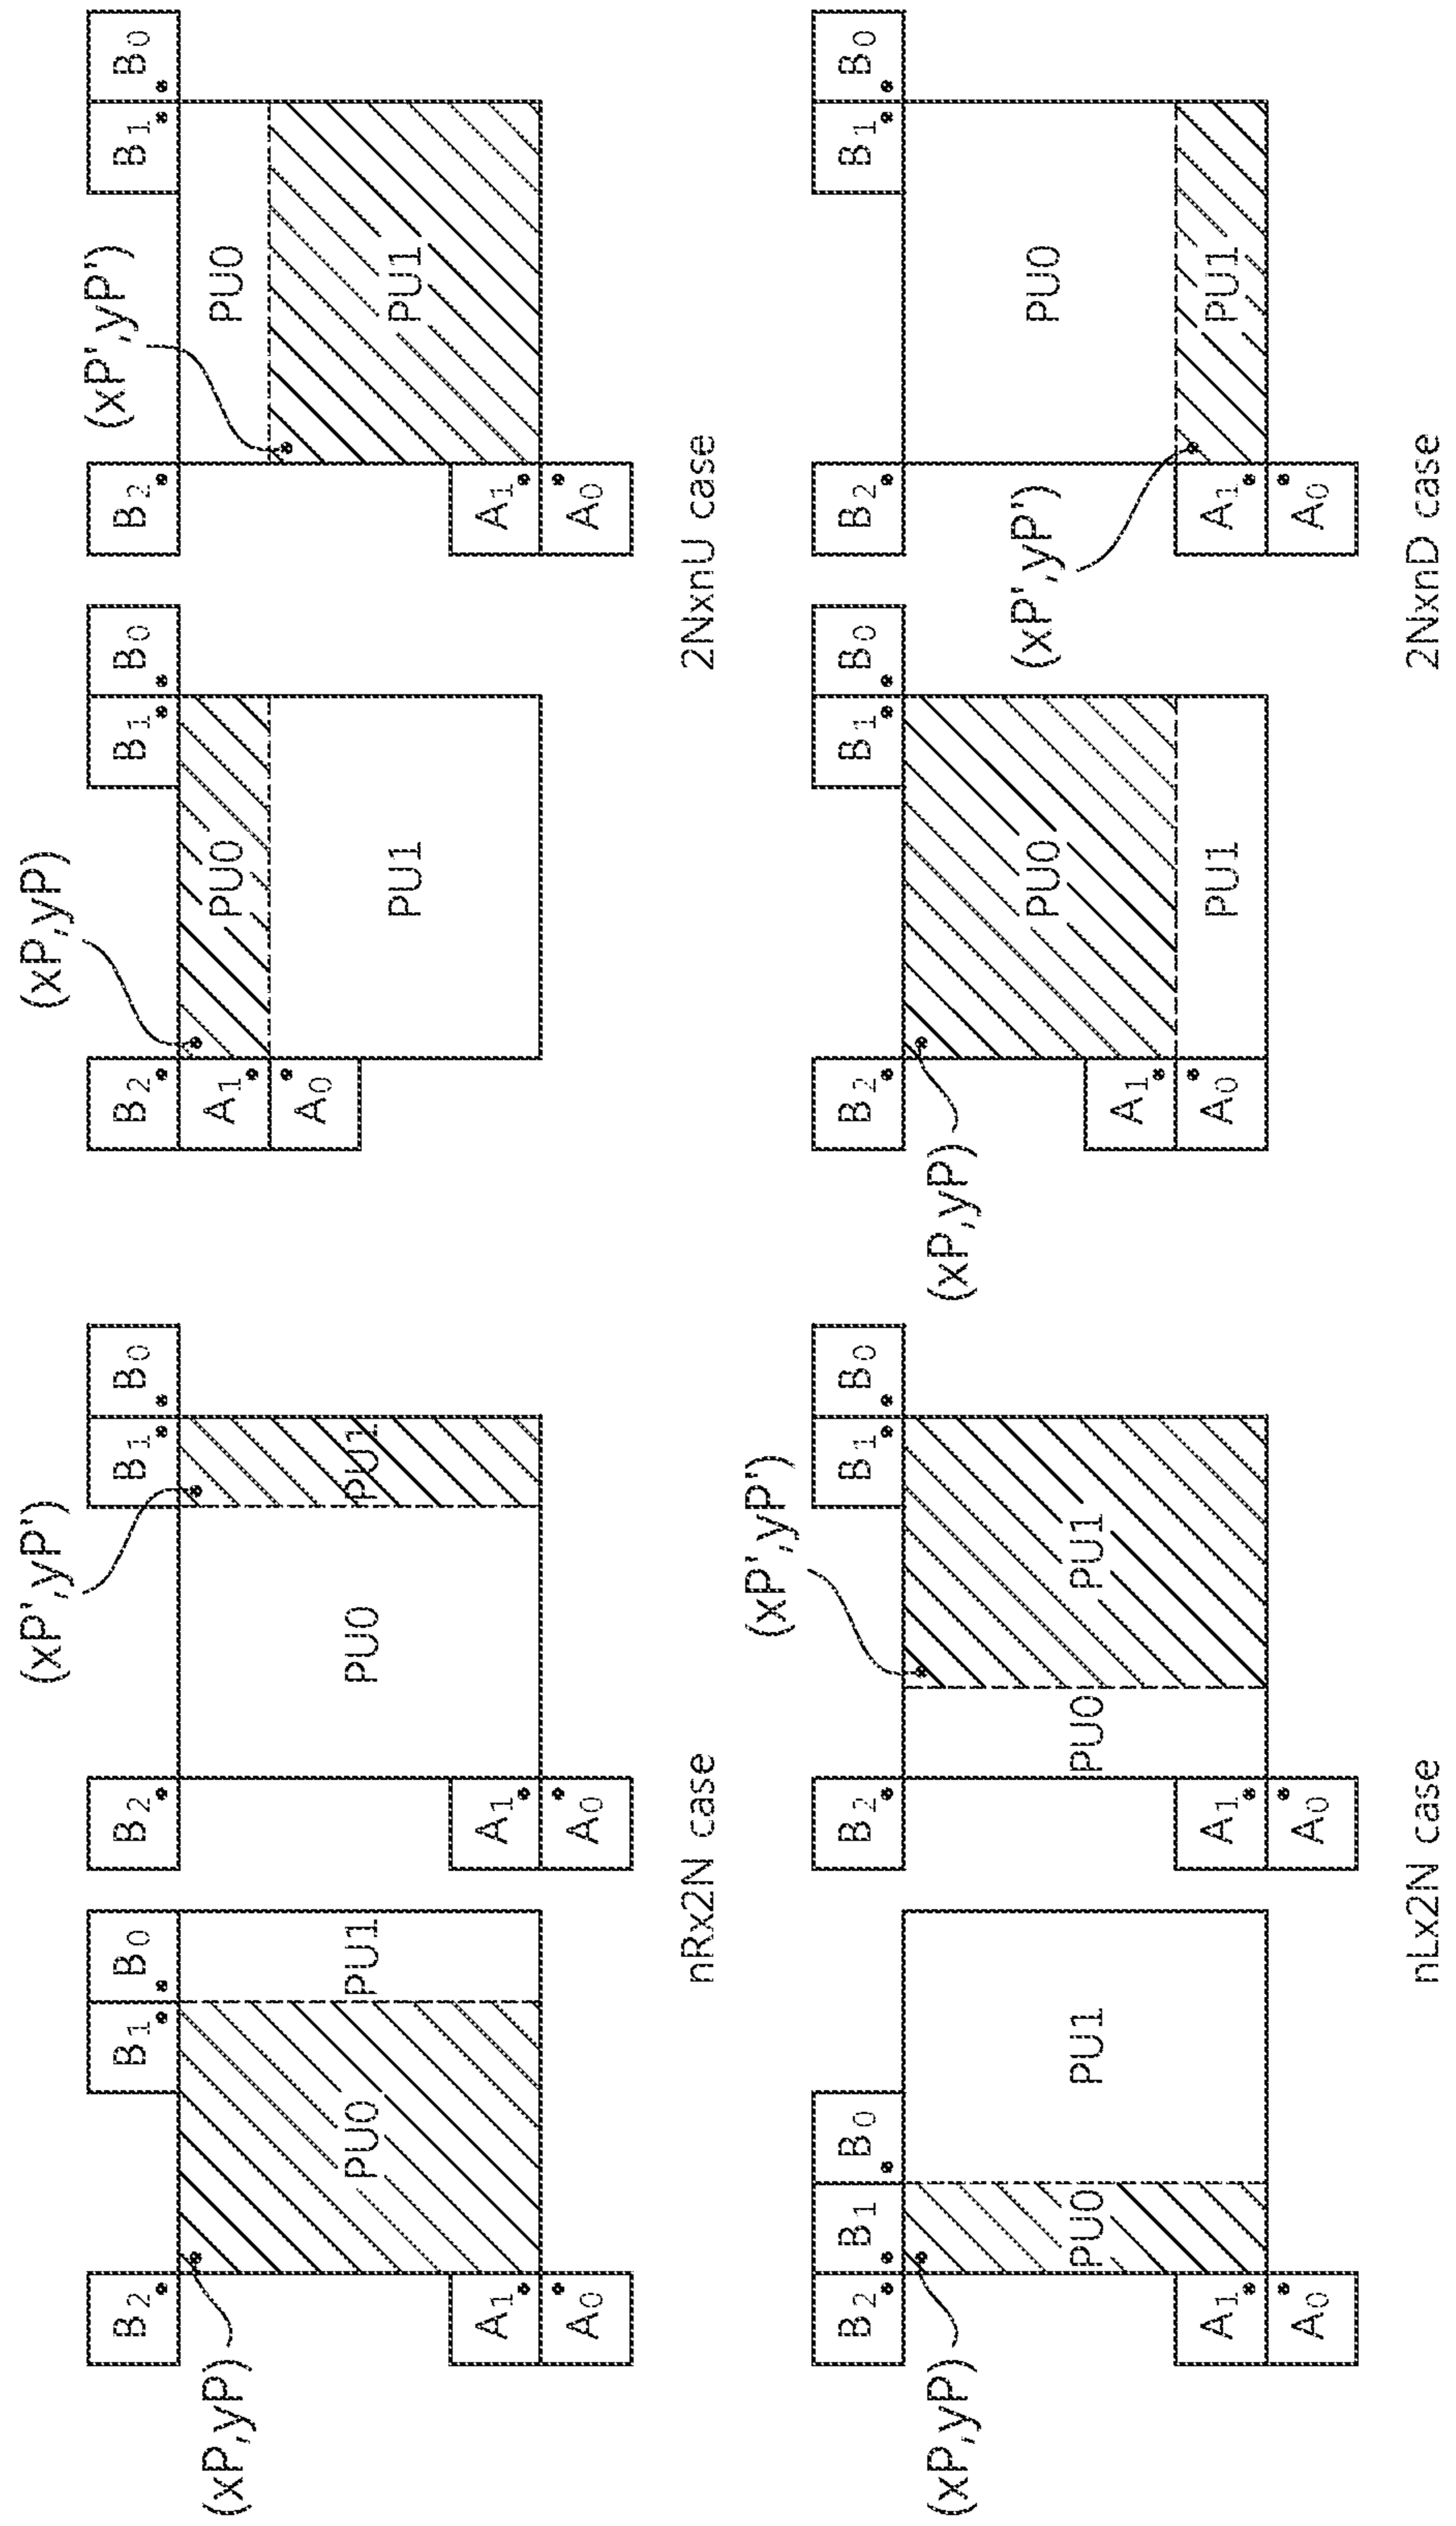 B₂ B₁ B₀
(xP,yP)
PU0 PU1
A₁
A₀
(xP',yP')
B₂ B₁ B₀
PU0 PU1
A₁
A₀
nRx2N case
(xP,yP)
B₂ B₁ B₀
A₁ PU0
A₀
PU1
(xP',yP')
B₂ B₁ B₀
PU0
PU1
A₁
A₀
2NxnU case
B₂ B₁ B₀
(xP,yP)
PU0 PU1
A₁
A₀
(xP',yP')
B₂ B₁ B₀
PU0 PU1
A₁
A₀
nLx2N case
B₂ B₁ B₀
(xP,yP)
PU0
A₁
A₀ PU1
B₂ B₁ B₀
PU0
(xP',yP')
A₁ PU1
A₀
2NxnD case